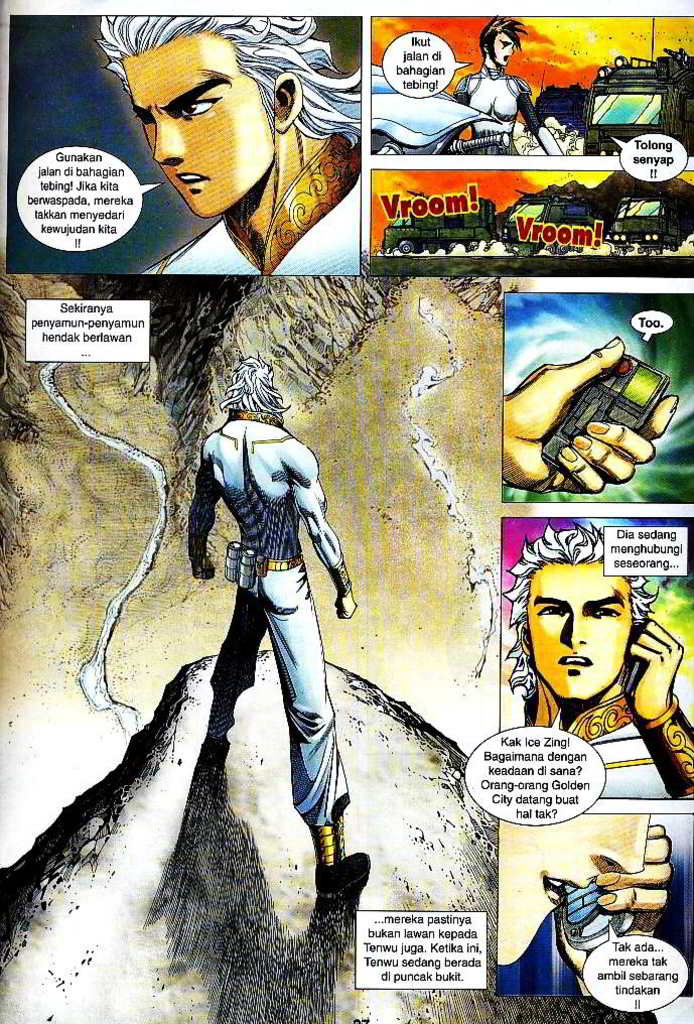 Gunakan
jalan di bahagian
tebing! Jika kita
berwaspada, mereka
takkan menyedari
kewujudan kita
!!
Ikut
jalan di
bahagian
tebing!
Tolong
senyap
!!
Vroom!
Vroom!
Sekiranya
penyamun-penyamun
hendak berlawan
...
Too.
Dia sedang
menghubungi
seseorang...
Kak Ice Zing!
Bagaimana dengan
keadaan di sana?
Orang-orang Golden
City datang buat
hal tak?
...mereka pastinya
bukan lawan kepada
Tenwu juga. Ketika ini,
Tenwu sedang berada
di puncak bukit.
Tak ada...
mereka tak
ambil sebarang
tindakan
!!